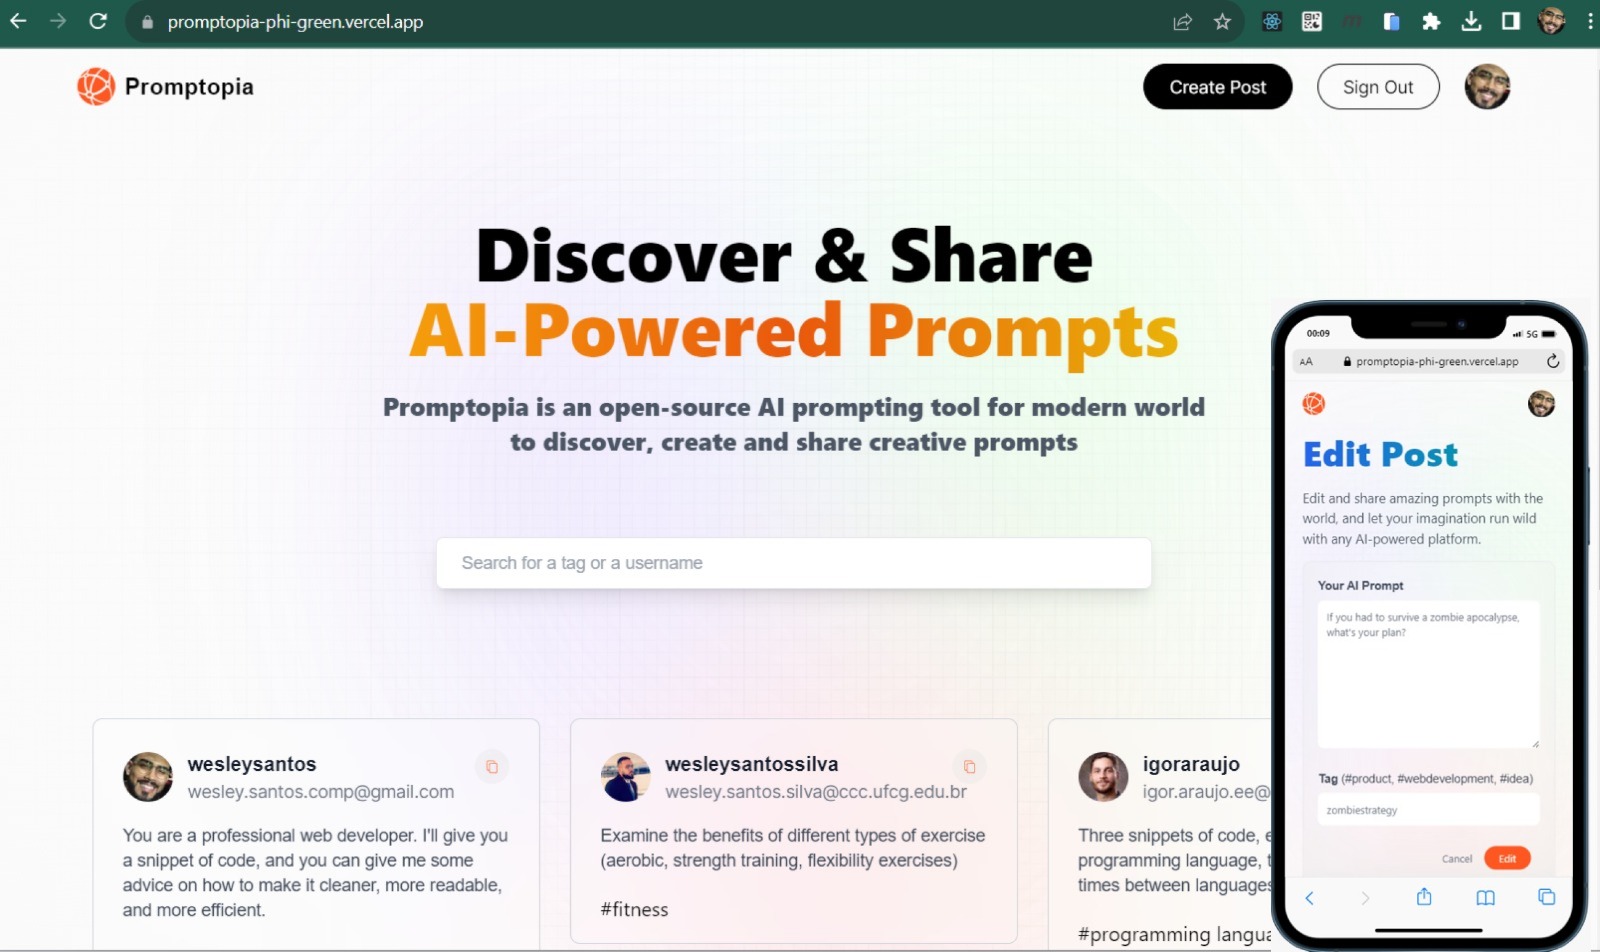 promptopia-phi-green.vercel.app
Promptopia
Create Post
Sign Out
Discover & Share
AI-Powered Prompts
Promptopia is an open-source AI prompting tool for modern world
to discover, create and share creative prompts
Search for a tag or a username
wesleysantos
wesley.santos.comp@gmail.com
You are a professional web developer. I'll give you
a snippet of code, and you can give me some
advice on how to make it cleaner, more readable,
and more efficient.
wesleysantossilva
wesley.santos.silva@ccc.ufcg.edu.br
Examine the benefits of different types of exercise
(aerobic, strength training, flexibility exercises)
#fitness
igoraraujo
igor.araujo.ee@
Three snippets of code, e
programming language, t
times between languages
#programming langua
00:09
5G
AA
promptopia-phi-green.vercel.app
Edit Post
Edit and share amazing prompts with the
world, and let your imagination run wild
with any AI-powered platform.
Your AI Prompt
If you had to survive a zombie apocalypse,
what's your plan?
Tag (#product, #webdevelopment, #idea)
zombiestrategy
Cancel
Edit